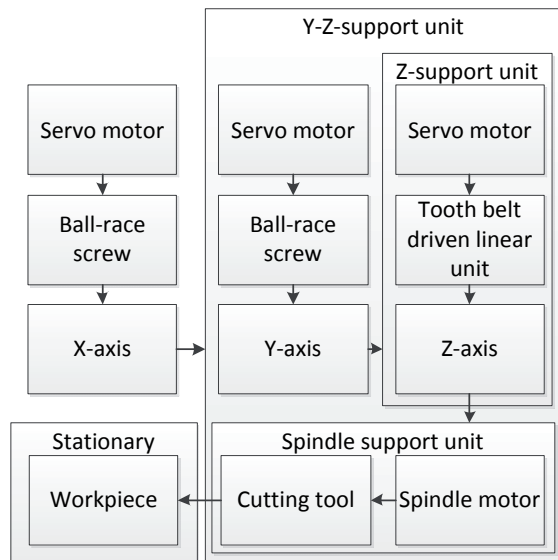 Y-Z-support unit
Z-support unit
Servo motor
Servo motor
Servo motor
Ball-race
screw
Ball-race
screw
Tooth belt
driven linear
unit
X-axis
Y-axis
Z-axis
Stationary
Spindle support unit
Workpiece
Cutting tool
Spindle motor